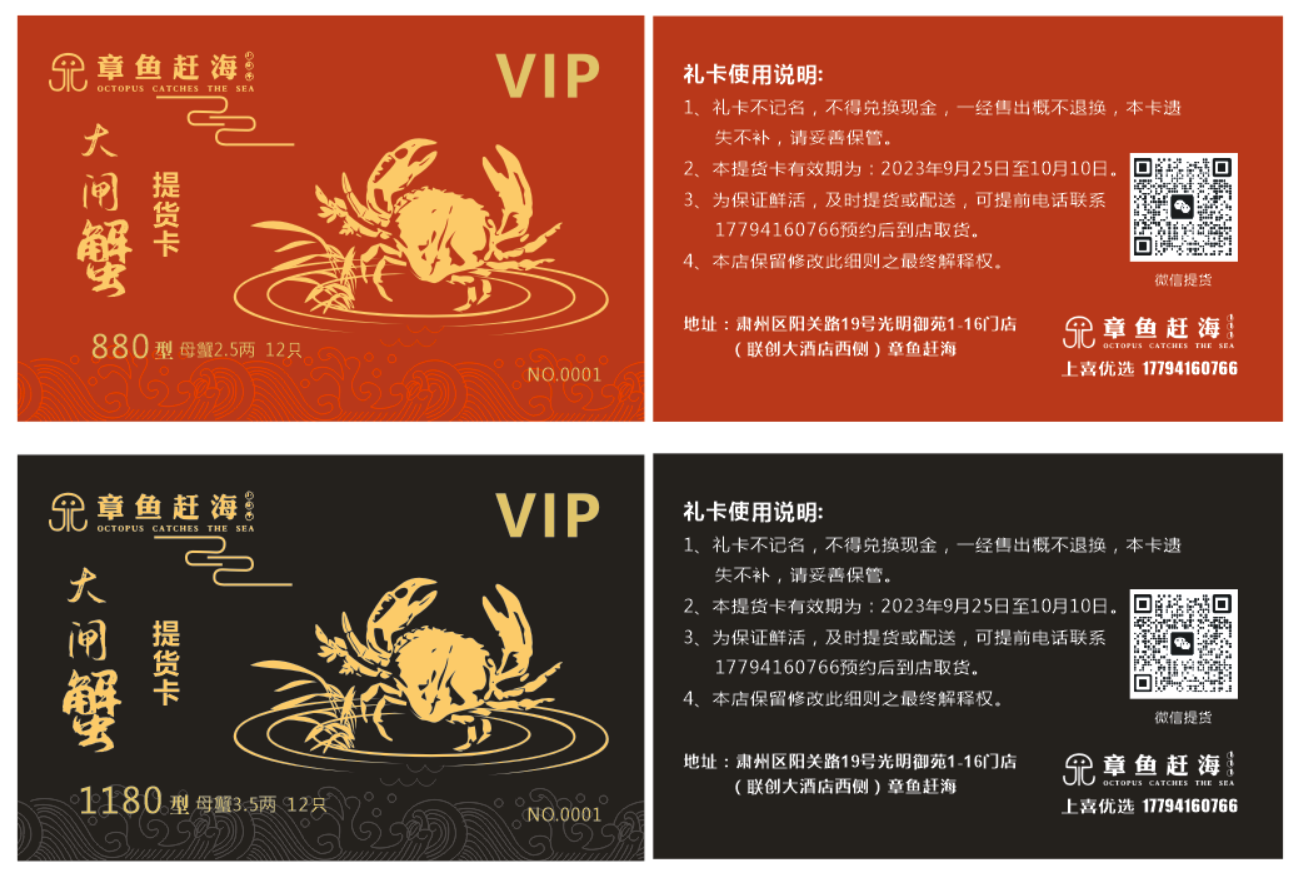 章鱼赶海
OCTOPUS CATCHES THE SEA
VIP
大闸蟹
提货卡
880型 母蟹2.5两 12只
NO.0001
礼卡使用说明:
1、礼卡不记名，不得兑换现金，一经售出概不退换，本卡遗
失不补，请妥善保管。
2、本提货卡有效期为：2023年9月25日至10月10日。
3、为保证鲜活，及时提货或配送，可提前电话联系
17794160766预约后到店取货。
4、本店保留修改此细则之最终解释权。
微信提货
地址：肃州区阳关路19号光明御苑1-16门店
（联创大酒店西侧）章鱼赶海
章鱼赶海
OCTOPUS CATCHES THE SEA
上喜优选 17794160766
章鱼赶海
OCTOPUS CATCHES THE SEA
VIP
大闸蟹
提货卡
1180型 母蟹3.5两 12只
NO.0001
礼卡使用说明:
1、礼卡不记名，不得兑换现金，一经售出概不退换，本卡遗
失不补，请妥善保管。
2、本提货卡有效期为：2023年9月25日至10月10日。
3、为保证鲜活，及时提货或配送，可提前电话联系
17794160766预约后到店取货。
4、本店保留修改此细则之最终解释权。
微信提货
地址：肃州区阳关路19号光明御苑1-16门店
（联创大酒店西侧）章鱼赶海
章鱼赶海
OCTOPUS CATCHES THE SEA
上喜优选 17794160766